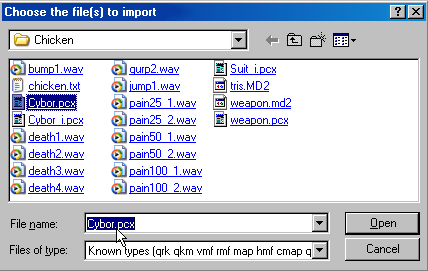 Choose the file(s) to import
Chicken
bump1.wav
chicken.txt
Cybor.pcx
Cybor_i.pcx
death1.wav
death2.wav
death3.wav
death4.wav
gurp2.wav
jump1.wav
pain25_1.wav
pain25_2.wav
pain50_1.wav
pain50_2.wav
pain100_1.wav
pain100_2.wav
Suit_i.pcx
tris.MD2
weapon.md2
weapon.pcx
File name:
Cybor.pcx
Open
Files of type:
Known types (qrk qkm vmf rmf map hmf cmap q
Cancel